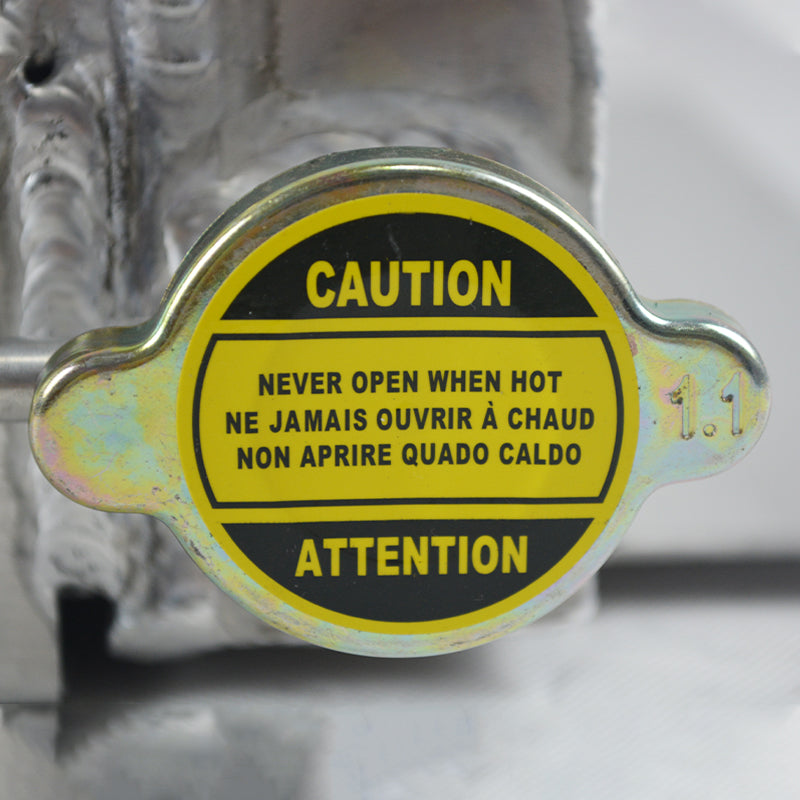 CAUTION
NEVER OPEN WHEN HOT
NE JAMAIS OUVRIR À CHAUD
NON APRIRE QUADO CALDO
1.1
ATTENTION